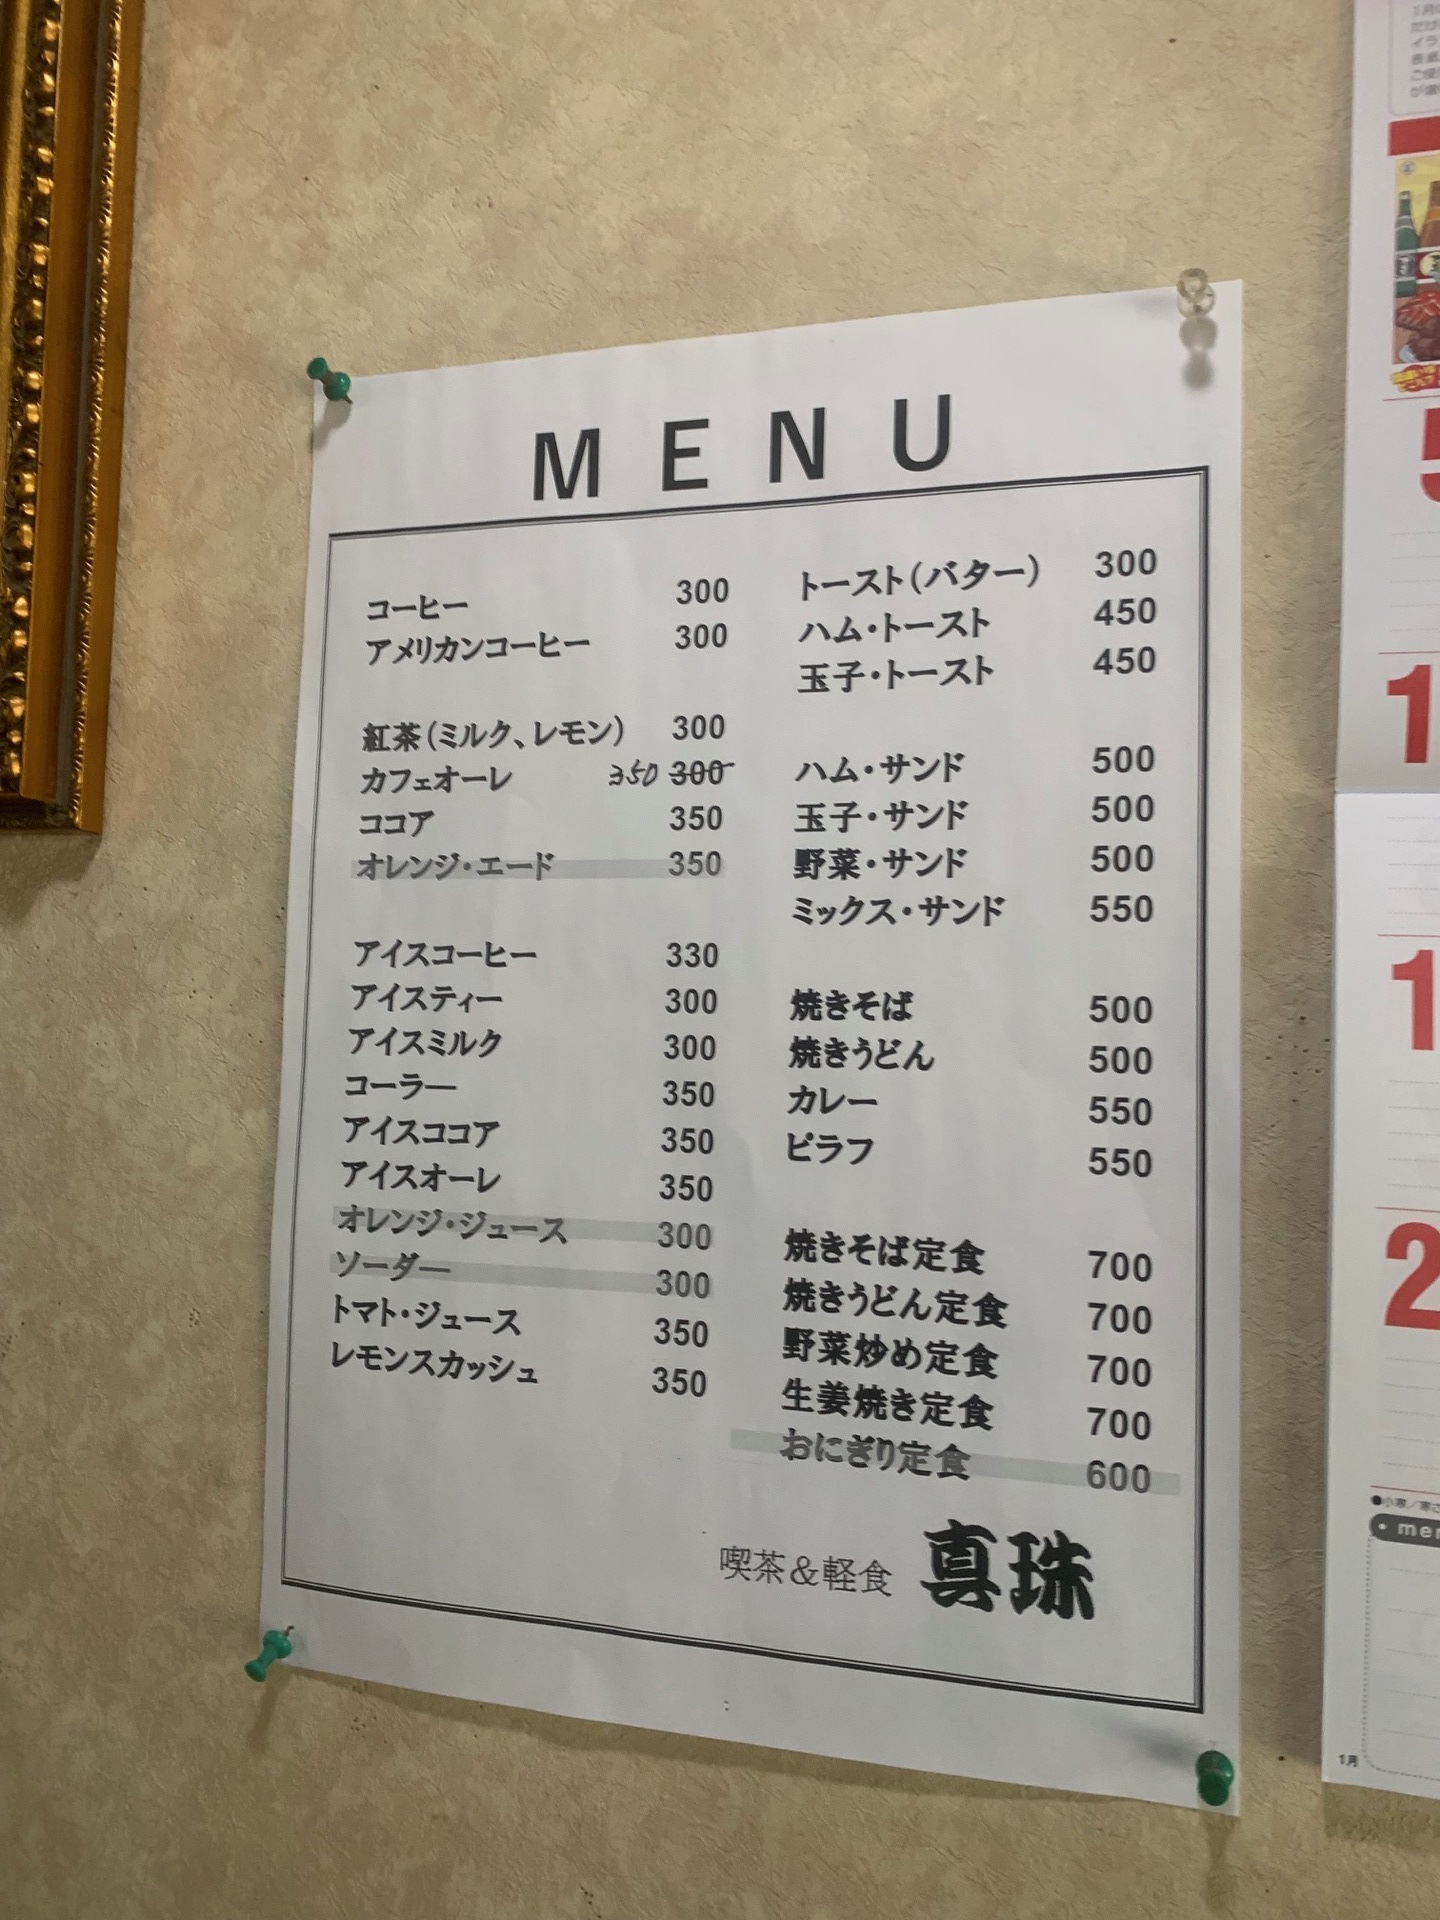 MENU
コーヒー 300
アメリカンコーヒー 300
紅茶(ミルク、レモン) 300
カフェオーレ 350 300
ココア 350
オレンジ・エード 350
アイスコーヒー 330
アイスティー 300
アイスミルク 300
コーラー 350
アイスココア 350
アイスオーレ 350
オレンジ・ジュース 300
ソーダー 300
トマト・ジュース 350
レモンスカッシュ 350
トースト(バター) 300
ハム・トースト 450
玉子・トースト 450
ハム・サンド 500
玉子・サンド 500
野菜・サンド 500
ミックス・サンド 550
焼きそば 500
焼きうどん 500
カレー 550
ピラフ 550
焼きそば定食 700
焼きうどん定食 700
野菜炒め定食 700
生姜焼き定食 700
おにぎり定食 600
喫茶&軽食 真珠
1月